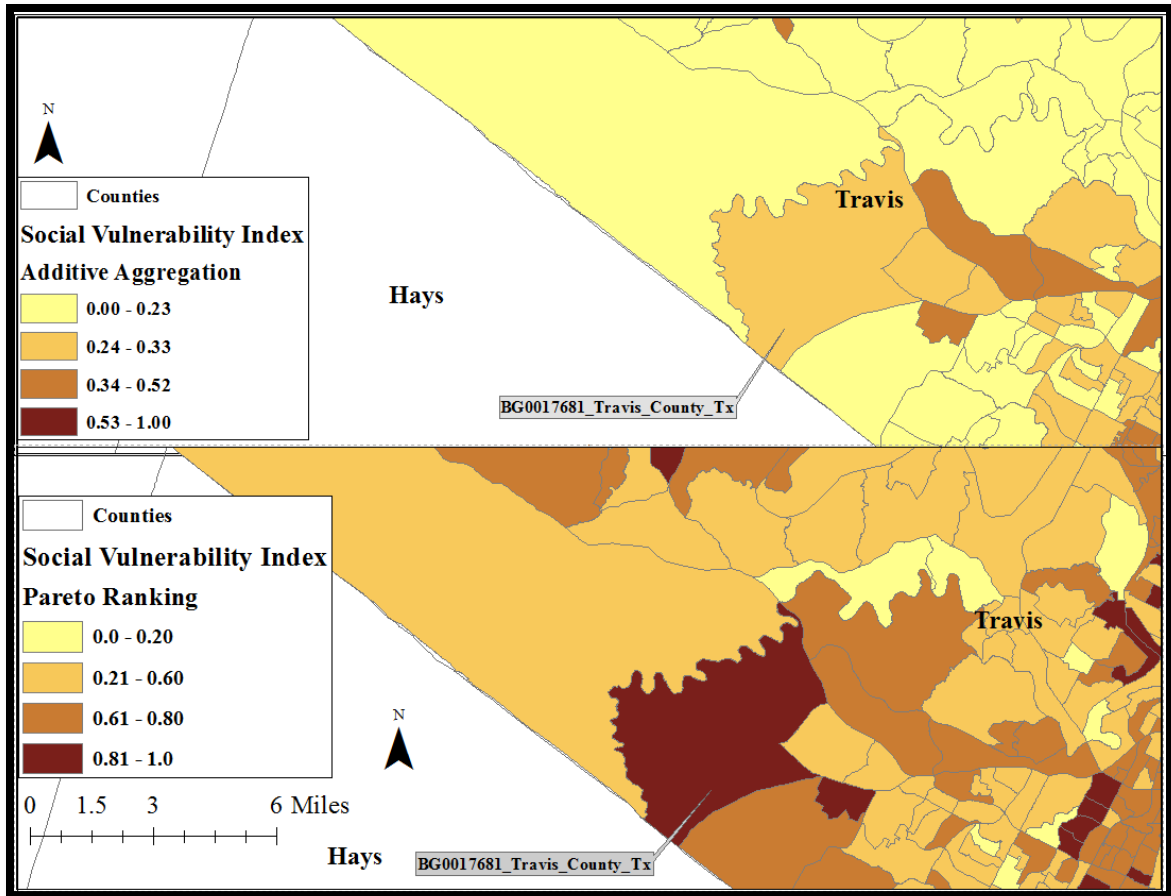 N
Counties
Social Vulnerability Index
Additive Aggregation
0.00 - 0.23
0.24 - 0.33
0.34 - 0.52
0.53 - 1.00
Travis
Hays
BG0017681_Travis_County_Tx
Counties
Social Vulnerability Index
Pareto Ranking
0.0 - 0.20
0.21 - 0.60
0.61 - 0.80
0.81 - 1.0
Travis
N
0 1.5 3 6 Miles
Hays
BG0017681_Travis_County_Tx